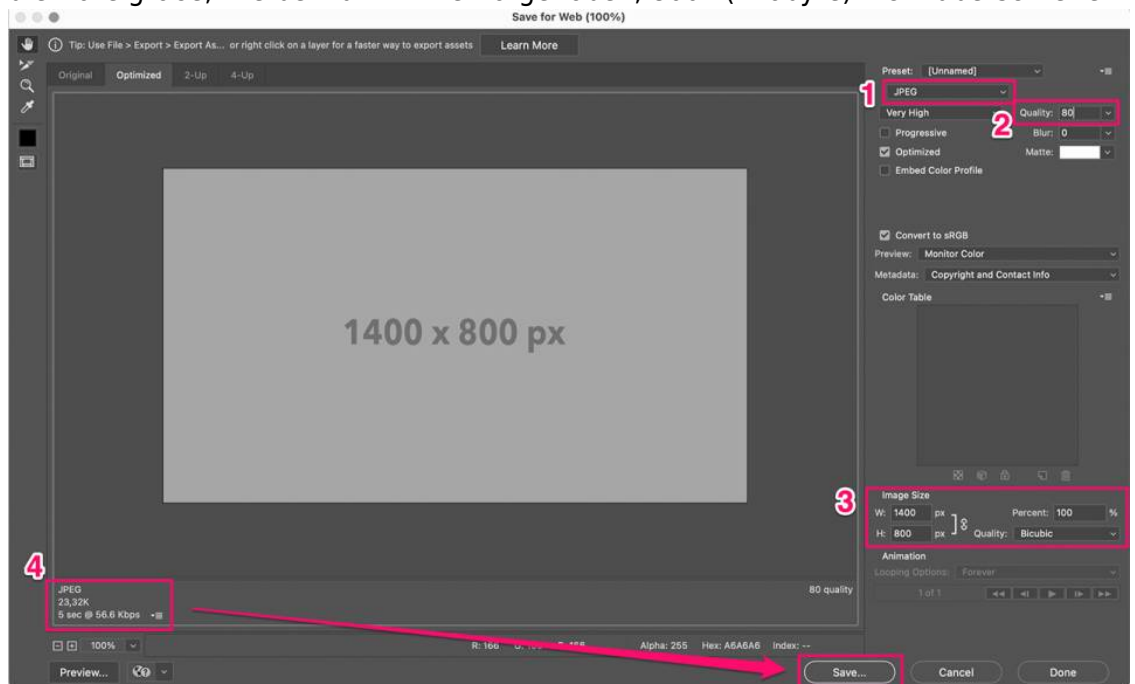 Save for Web (100%)
Tip: Use File > Export > Export As... or right click on a layer for a faster way to export assets
Learn More
Original Optimized 2-Up 4-Up
Preset: [Unnamed]
1
JPEG
Very High
2
Quality: 80
Progressive
Blur: 0
Optimized
Matte:
Embed Color Profile
Convert to sRGB
Preview: Monitor Color
Metadata: Copyright and Contact Info
Color Table
1400 x 800 px
3
Image Size
W: 1400 px Percent: 100 %
H: 800 px Quality: Bicubic
Animation
Looping Options: Forever
1 of 1
4
JPEG
23,32K
5 sec @ 56.6 Kbps
80 quality
100%
R: 166
Alpha: 255 Hex: A6A6A6 Index: --
Preview...
Save... Cancel Done